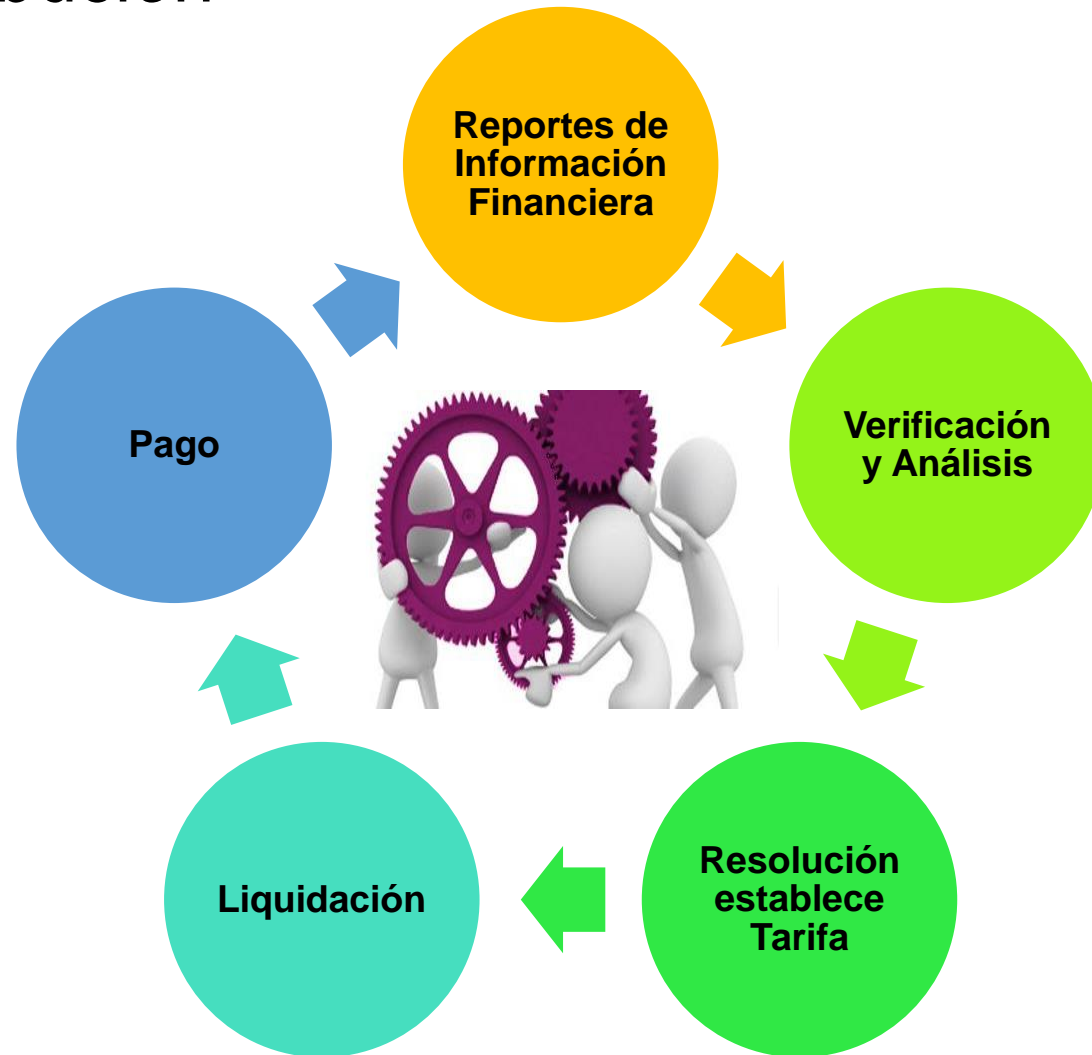 Reportes de
Información
Financiera
Verificación
y Análisis
Resolución
establece
Tarifa
Liquidación
Pago